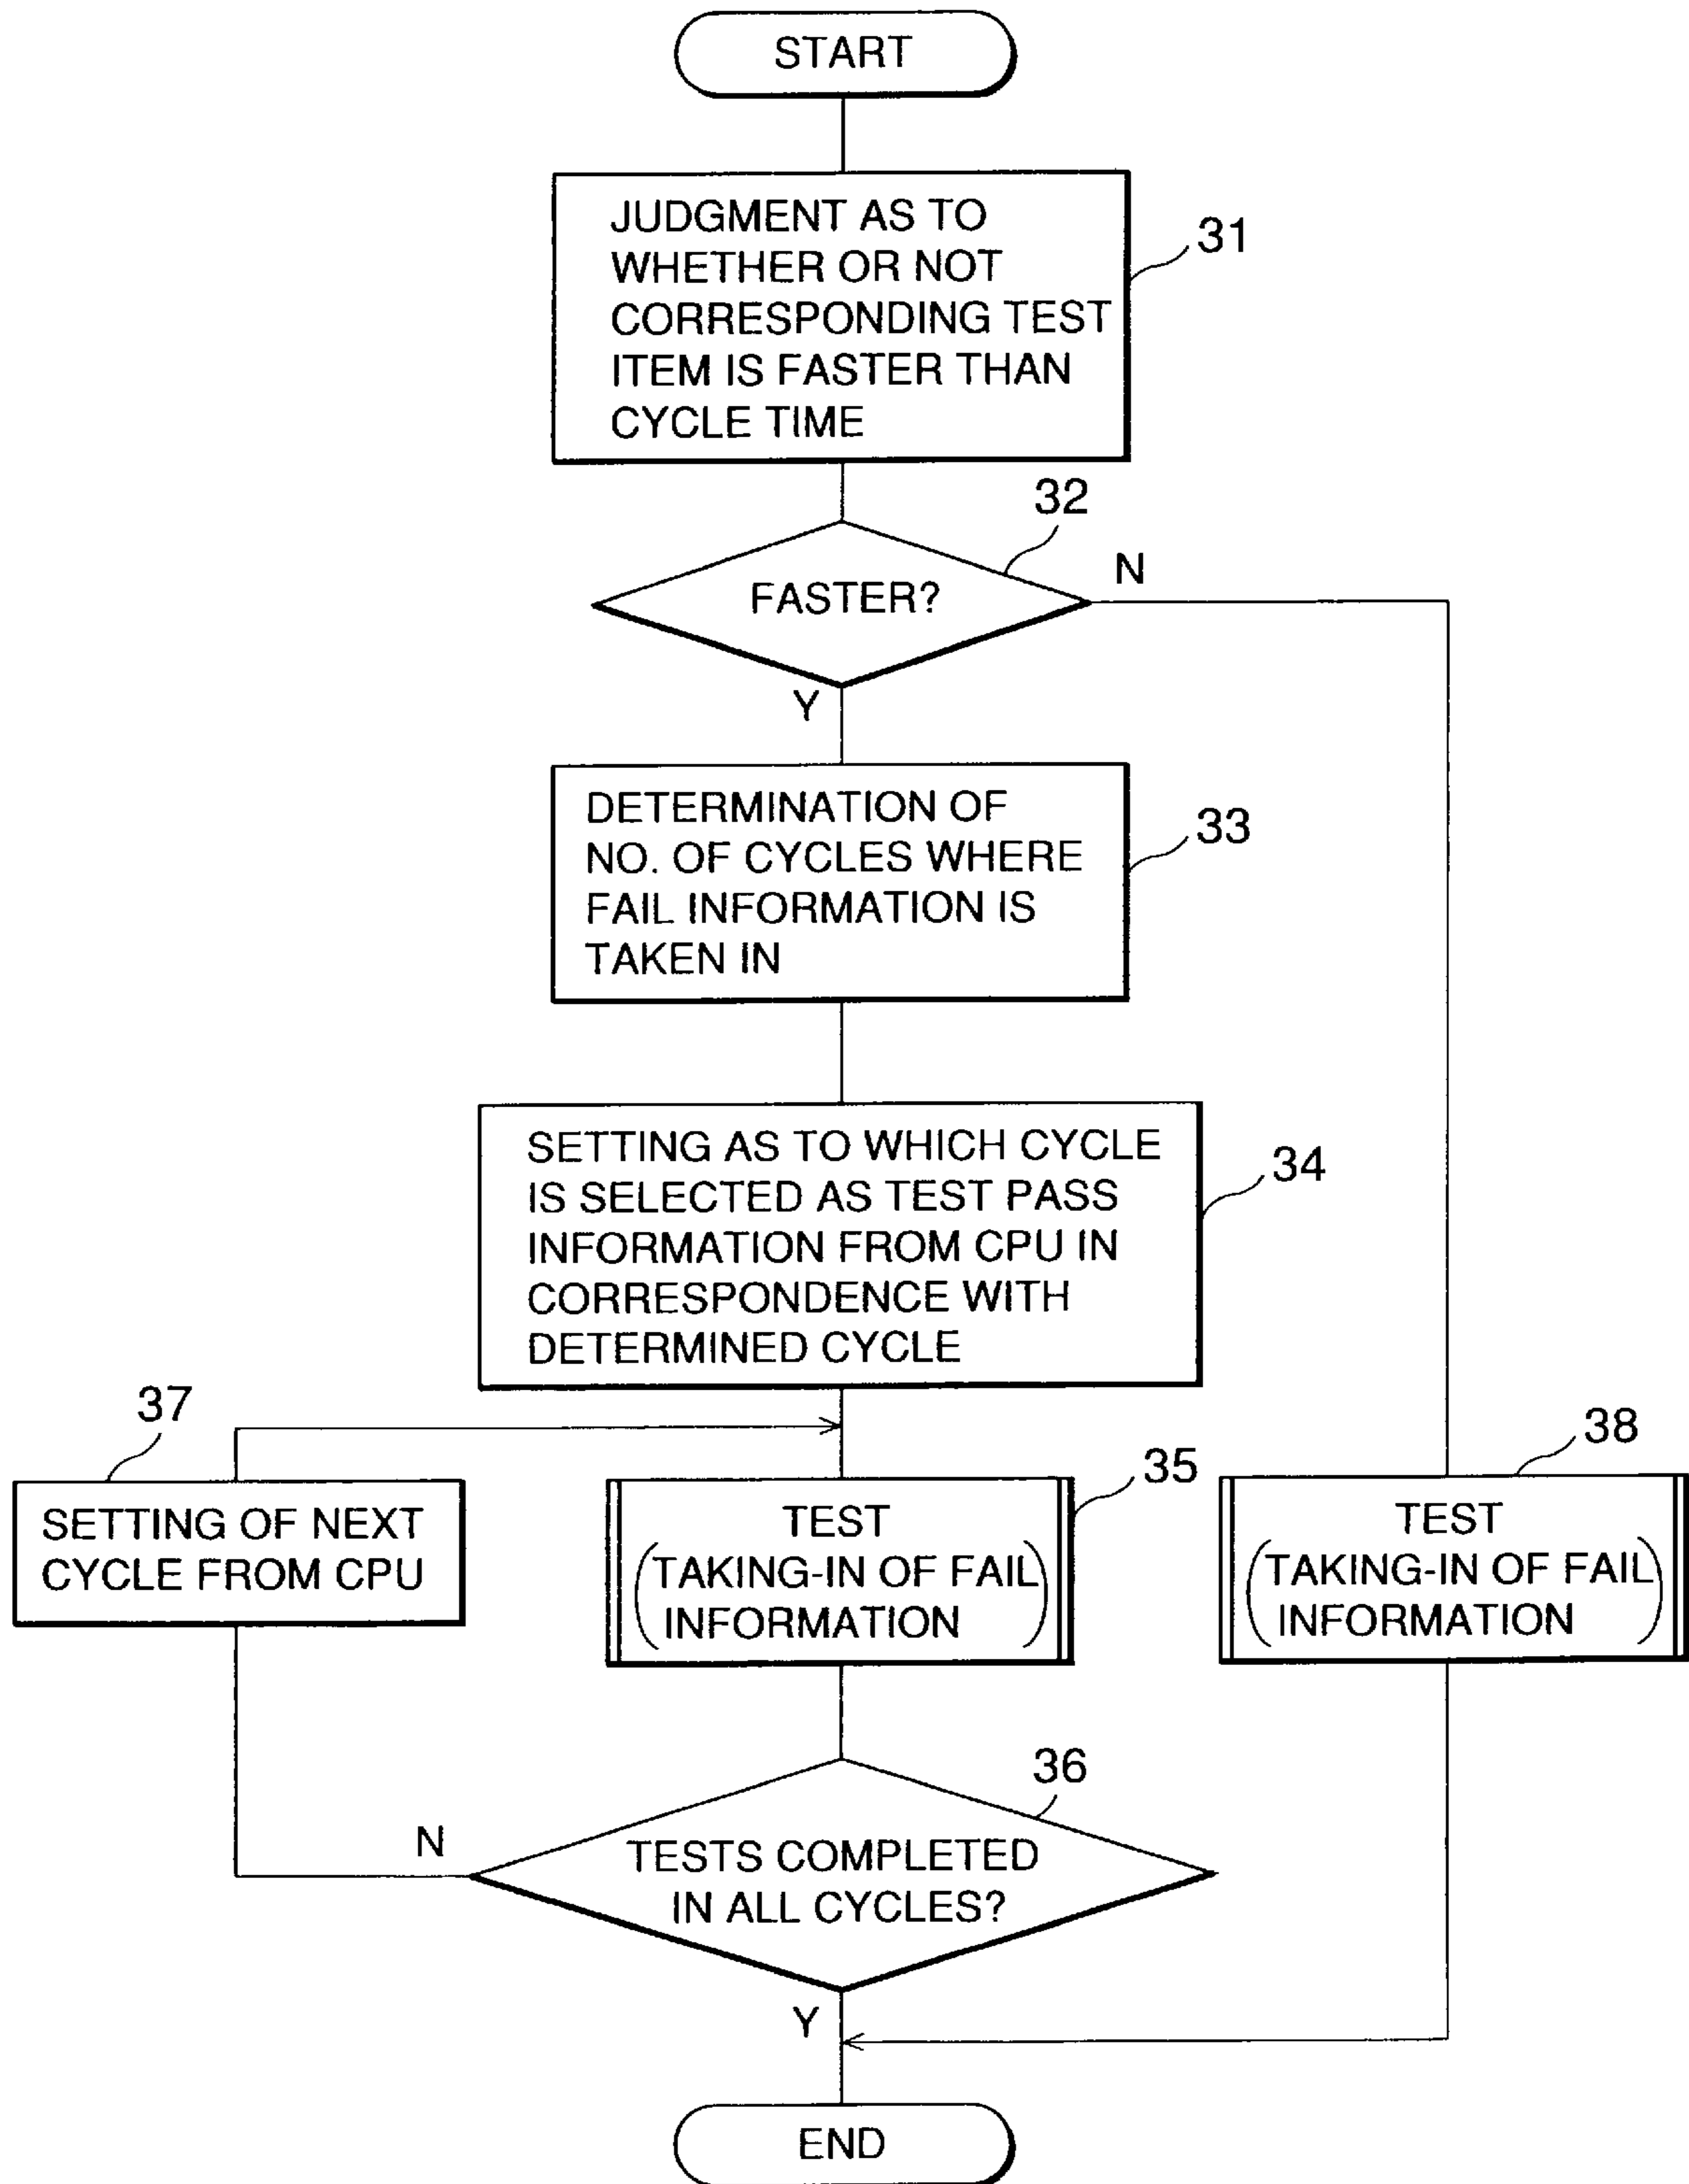 START
JUDGMENT AS TO
WHETHER OR NOT
CORRESPONDING TEST
ITEM IS FASTER THAN
CYCLE TIME
31
32
FASTER?
N
Y
DETERMINATION OF
NO. OF CYCLES WHERE
FAIL INFORMATION IS
TAKEN IN
33
SETTING AS TO WHICH CYCLE
IS SELECTED AS TEST PASS
INFORMATION FROM CPU IN
CORRESPONDENCE WITH
DETERMINED CYCLE
34
37
SETTING OF NEXT
CYCLE FROM CPU
35
TEST
(TAKING-IN OF FAIL
INFORMATION)
38
TEST
(TAKING-IN OF FAIL
INFORMATION)
36
N
TESTS COMPLETED
IN ALL CYCLES?
Y
END